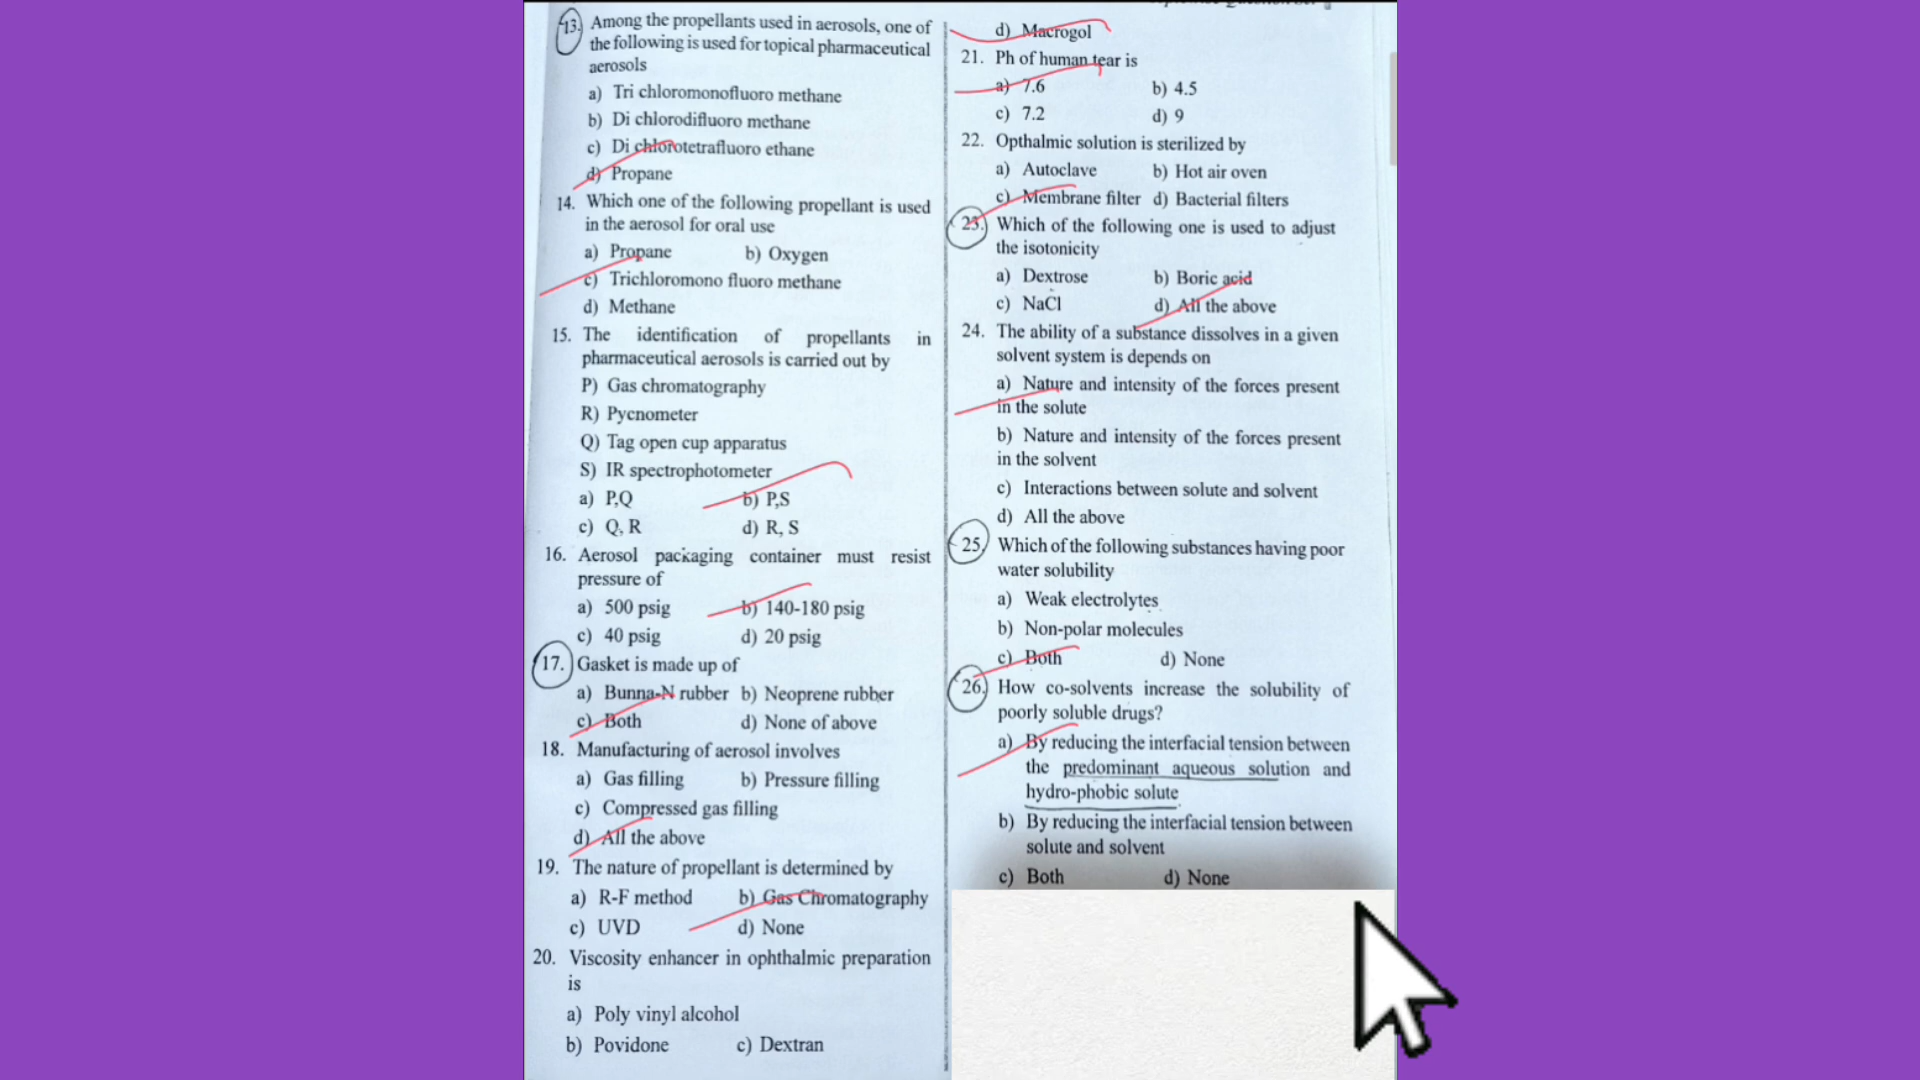 13. Among the propellants used in aerosols, one of
the following is used for topical pharmaceutical
aerosols
a) Tri chloromonofluoro methane
b) Di chlorodifluoro methane
c) Di chlorotetrafluoro ethane
d) Propane
14. Which one of the following propellant is used
in the aerosol for oral use
a) Propane b) Oxygen
c) Trichloromono fluoro methane
d) Methane
15. The identification of propellants in
pharmaceutical aerosols is carried out by
P) Gas chromatography
R) Pycnometer
Q) Tag open cup apparatus
S) IR spectrophotometer
a) P,Q b) P,S
c) Q, R d) R, S
16. Aerosol packaging container must resist
pressure of
a) 500 psig b) 140-180 psig
c) 40 psig d) 20 psig
17. Gasket is made up of
a) Bunna-N rubber b) Neoprene rubber
c) Both d) None of above
18. Manufacturing of aerosol involves
a) Gas filling b) Pressure filling
c) Compressed gas filling
d) All the above
19. The nature of propellant is determined by
a) R-F method b) Gas Chromatography
c) UVD d) None
20. Viscosity enhancer in ophthalmic preparation
is
a) Poly vinyl alcohol
b) Povidone c) Dextran
d) Macrogol
21. Ph of human tear is
a) 7.6 b) 4.5
c) 7.2 d) 9
22. Opthalmic solution is sterilized by
a) Autoclave b) Hot air oven
c) Membrane filter d) Bacterial filters
23. Which of the following one is used to adjust
the isotonicity
a) Dextrose b) Boric acid
c) NaCl d) All the above
24. The ability of a substance dissolves in a given
solvent system is depends on
a) Nature and intensity of the forces present
in the solute
b) Nature and intensity of the forces present
in the solvent
c) Interactions between solute and solvent
d) All the above
25. Which of the following substances having poor
water solubility
a) Weak electrolytes
b) Non-polar molecules
c) Both d) None
26. How co-solvents increase the solubility of
poorly soluble drugs?
a) By reducing the interfacial tension between
the predominant aqueous solution and
hydro-phobic solute
b) By reducing the interfacial tension between
solute and solvent
c) Both d) None